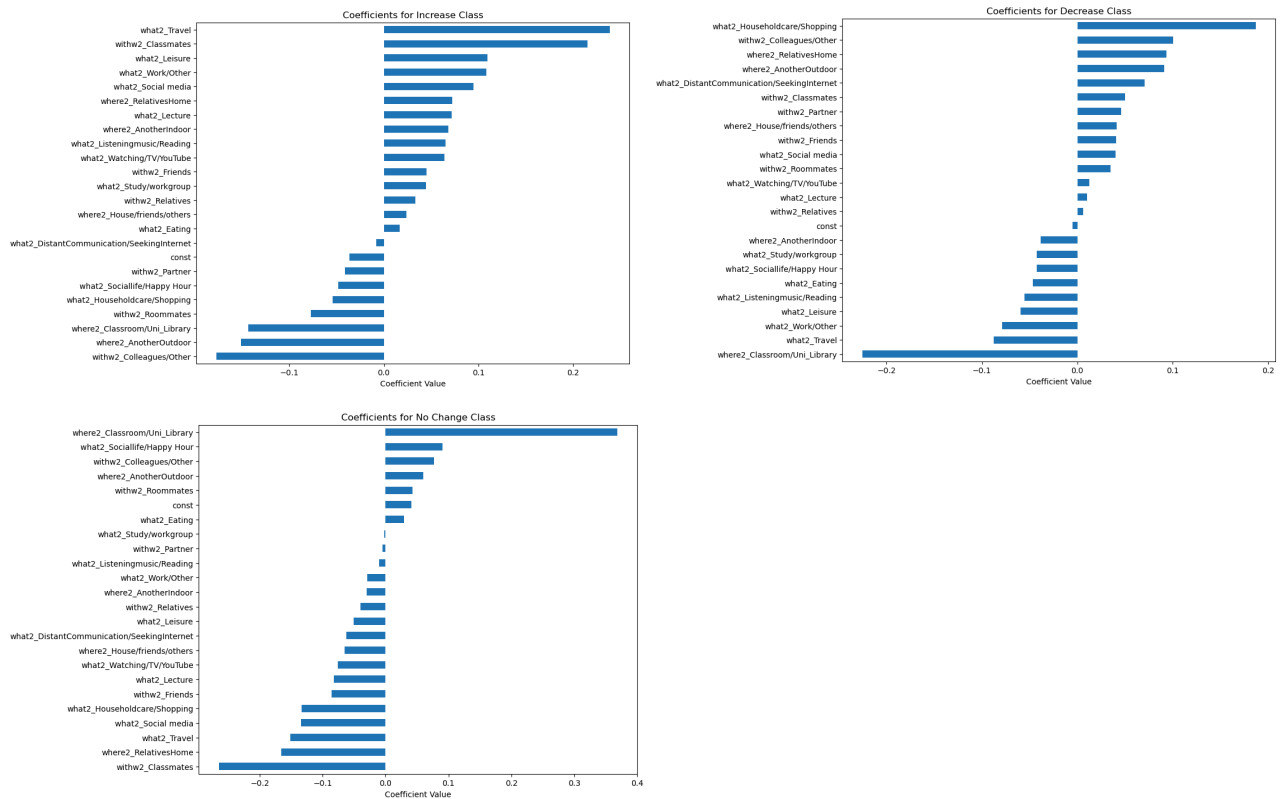 Coefficients for Increase Class
what2_Travel
withw2_Classmates
what2_Leisure
what2_Work/Other
what2_Social media
where2_RelativesHome
what2_Lecture
where2_AnotherIndoor
what2_Listeningmusic/Reading
what2_Watching/TV/YouTube
withw2_Friends
what2_Study/workgroup
withw2_Relatives
where2_House/friends/others
what2_Eating
what2_DistantCommunication/SeekingInternet
const
withw2_Partner
what2_Sociallife/Happy Hour
what2_Householdcare/Shopping
withw2_Roommates
where2_Classroom/Uni_Library
where2_AnotherOutdoor
withw2_Colleagues/Other
−0.1 0.0 0.1 0.2
Coefficient Value
Coefficients for Decrease Class
what2_Householdcare/Shopping
withw2_Colleagues/Other
where2_RelativesHome
where2_AnotherOutdoor
what2_DistantCommunication/SeekingInternet
withw2_Classmates
withw2_Partner
where2_House/friends/others
withw2_Friends
what2_Social media
withw2_Roommates
what2_Watching/TV/YouTube
what2_Lecture
withw2_Relatives
const
where2_AnotherIndoor
what2_Study/workgroup
what2_Sociallife/Happy Hour
what2_Eating
what2_Listeningmusic/Reading
what2_Leisure
what2_Work/Other
what2_Travel
where2_Classroom/Uni_Library
−0.2 −0.1 0.0 0.1 0.2
Coefficient Value
Coefficients for No Change Class
where2_Classroom/Uni_Library
what2_Sociallife/Happy Hour
withw2_Colleagues/Other
where2_AnotherOutdoor
withw2_Roommates
const
what2_Eating
what2_Study/workgroup
withw2_Partner
what2_Listeningmusic/Reading
what2_Work/Other
where2_AnotherIndoor
withw2_Relatives
what2_Leisure
what2_DistantCommunication/SeekingInternet
where2_House/friends/others
what2_Watching/TV/YouTube
what2_Lecture
withw2_Friends
what2_Householdcare/Shopping
what2_Social media
what2_Travel
where2_RelativesHome
withw2_Classmates
−0.2 −0.1 0.0 0.1 0.2 0.3 0.4
Coefficient Value